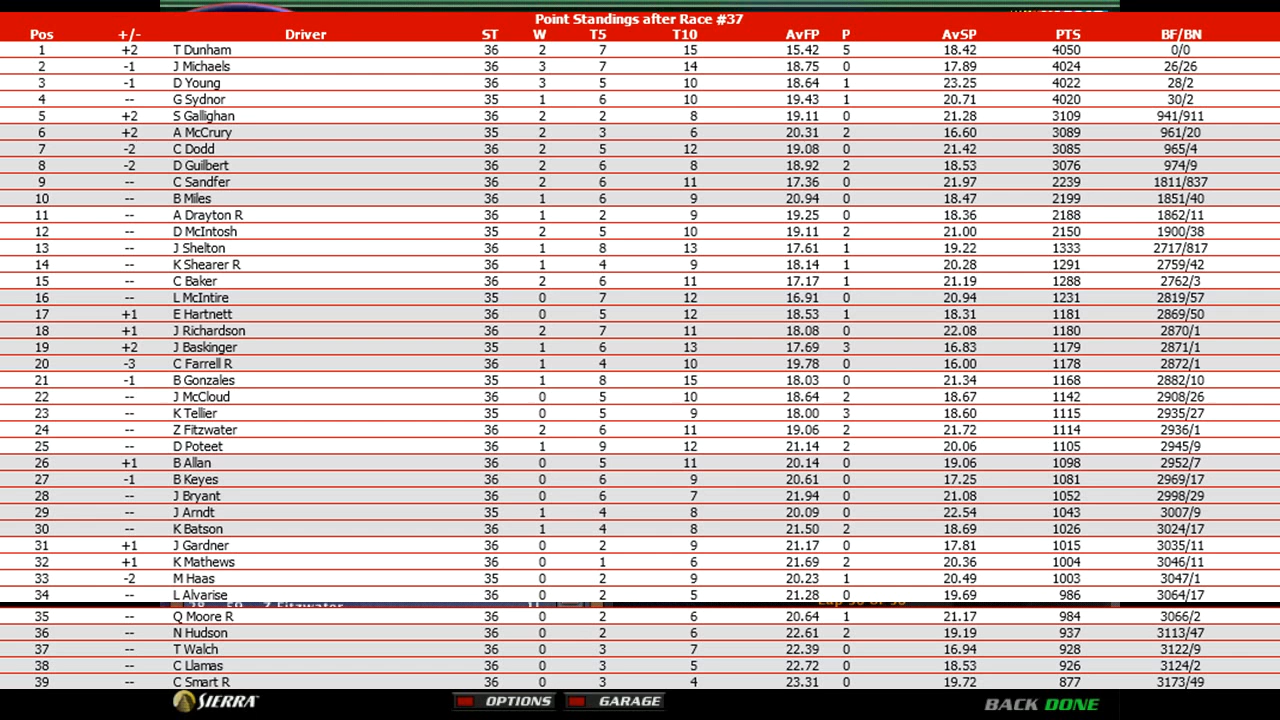 Point Standings after Race #37
Pos +/- Driver ST W T5 T10 AvFP P AvSP PTS BF/BN
1 +2 T Dunham 36 2 7 15 15.42 5 18.42 4050 0/0
2 -1 J Michaels 36 3 7 14 18.75 0 17.89 4024 26/26
3 -1 D Young 36 3 5 10 18.64 1 23.25 4022 28/2
4 -- G Sydnor 35 1 6 10 19.43 1 20.71 4020 30/2
5 +2 S Gallighan 36 2 2 8 19.11 0 21.28 3109 941/911
6 +2 A McCrury 35 2 3 6 20.31 2 16.60 3089 961/20
7 -2 C Dodd 36 2 5 12 19.08 0 21.42 3085 965/4
8 -2 D Guilbert 36 2 6 8 18.92 2 18.53 3076 974/9
9 -- C Sandfer 36 2 6 11 17.36 0 21.97 2239 1811/837
10 -- B Miles 36 1 6 9 20.94 0 18.47 2199 1851/40
11 -- A Drayton R 36 1 2 9 19.25 0 18.36 2188 1862/11
12 -- D McIntosh 35 2 5 10 19.11 2 21.00 2150 1900/38
13 -- J Shelton 36 1 8 13 17.61 1 19.22 1333 2717/817
14 -- K Shearer R 36 1 4 9 18.14 1 20.28 1291 2759/42
15 -- C Baker 36 2 6 11 17.17 1 21.19 1288 2762/3
16 -- L McIntire 35 0 7 12 16.91 0 20.94 1231 2819/57
17 +1 E Hartnett 36 0 5 12 18.53 1 18.31 1181 2869/50
18 +1 J Richardson 36 2 7 11 18.08 0 22.08 1180 2870/1
19 +2 J Baskinger 35 1 6 13 17.69 3 16.83 1179 2871/1
20 -3 C Farrell R 36 1 4 10 19.78 0 16.00 1178 2872/1
21 -1 B Gonzales 35 1 8 15 18.03 0 21.34 1168 2882/10
22 -- J McCloud 36 0 5 10 18.64 2 18.67 1142 2908/26
23 -- K Tellier 35 0 5 9 18.00 3 18.60 1115 2935/27
24 -- Z Fitzwater 36 2 6 11 19.06 2 21.72 1114 2936/1
25 -- D Poteet 36 1 9 12 21.14 2 20.06 1105 2945/9
26 +1 B Allan 36 0 5 11 20.14 0 19.06 1098 2952/7
27 -1 B Keyes 36 0 6 9 20.61 0 17.25 1081 2969/17
28 -- J Bryant 36 0 6 7 21.94 0 21.08 1052 2998/29
29 -- J Arndt 35 1 4 8 20.09 0 22.54 1043 3007/9
30 -- K Batson 36 1 4 8 21.50 2 18.69 1026 3024/17
31 +1 J Gardner 36 0 2 9 21.17 0 17.81 1015 3035/11
32 +1 K Mathews 36 0 1 6 21.69 2 20.36 1004 3046/11
33 -2 M Haas 35 0 2 9 20.23 1 20.49 1003 3047/1
34 -- L Alvarise 36 0 2 5 21.28 0 19.69 986 3064/17
35 -- Q Moore R 36 0 2 6 20.64 1 21.17 984 3066/2
36 -- N Hudson 36 0 2 6 22.61 2 19.19 937 3113/47
37 -- T Walch 36 0 3 7 22.39 0 16.94 928 3122/9
38 -- C Llamas 36 0 3 5 22.72 0 18.53 926 3124/2
39 -- C Smart R 36 0 3 4 23.31 0 19.72 877 3173/49
SIERRA OPTIONS GARAGE BACK DONE